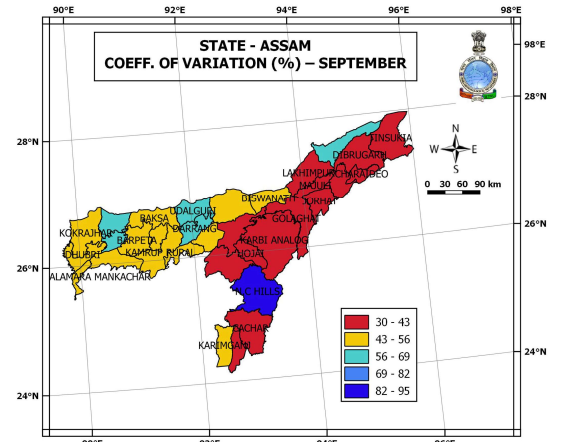 90°E
92°E
94°E
96°E
98°E
STATE - ASSAM
COEFF. OF VARIATION (%) – SEPTEMBER
98°E
28°N
28°N
N
W
E
S
0 30 60 90 km
TINSUKIA
DIBRUGARH
LAKHIMPUR
CHARAIDEO
MAJULI
BISWANATH
JORHAT
UDALGURI
BAKSA
GOLAGHAT
KOKRAJHAR
DARRANG
BARPETA
KARBI ANALOG
DHUBRI
KAMRUP RURAL
HOJAI
26°N
26°N
ALAMARA MANKACHAR
N.C HILLS
CACHAR
KARIMGANJ
30 - 43
43 - 56
56 - 69
69 - 82
82 - 95
24°N
24°N